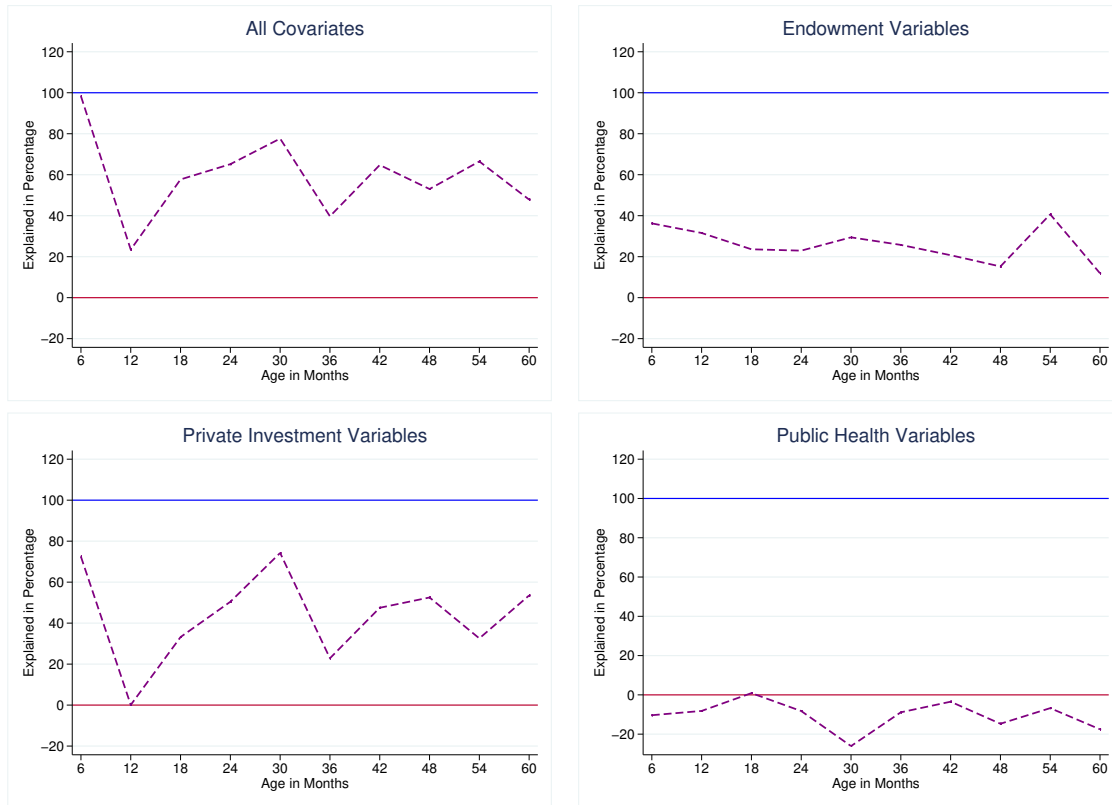 All Covariates
120
100
80
60
40
20
0
−20
Explained in Percentage
6 12 18 24 30 36 42 48 54 60
Age in Months
Endowment Variables
120
100
80
60
40
20
0
−20
Explained in Percentage
6 12 18 24 30 36 42 48 54 60
Age in Months
Private Investment Variables
120
100
80
60
40
20
0
−20
Explained in Percentage
6 12 18 24 30 36 42 48 54 60
Age in Months
Public Health Variables
120
100
80
60
40
20
0
−20
Explained in Percentage
6 12 18 24 30 36 42 48 54 60
Age in Months